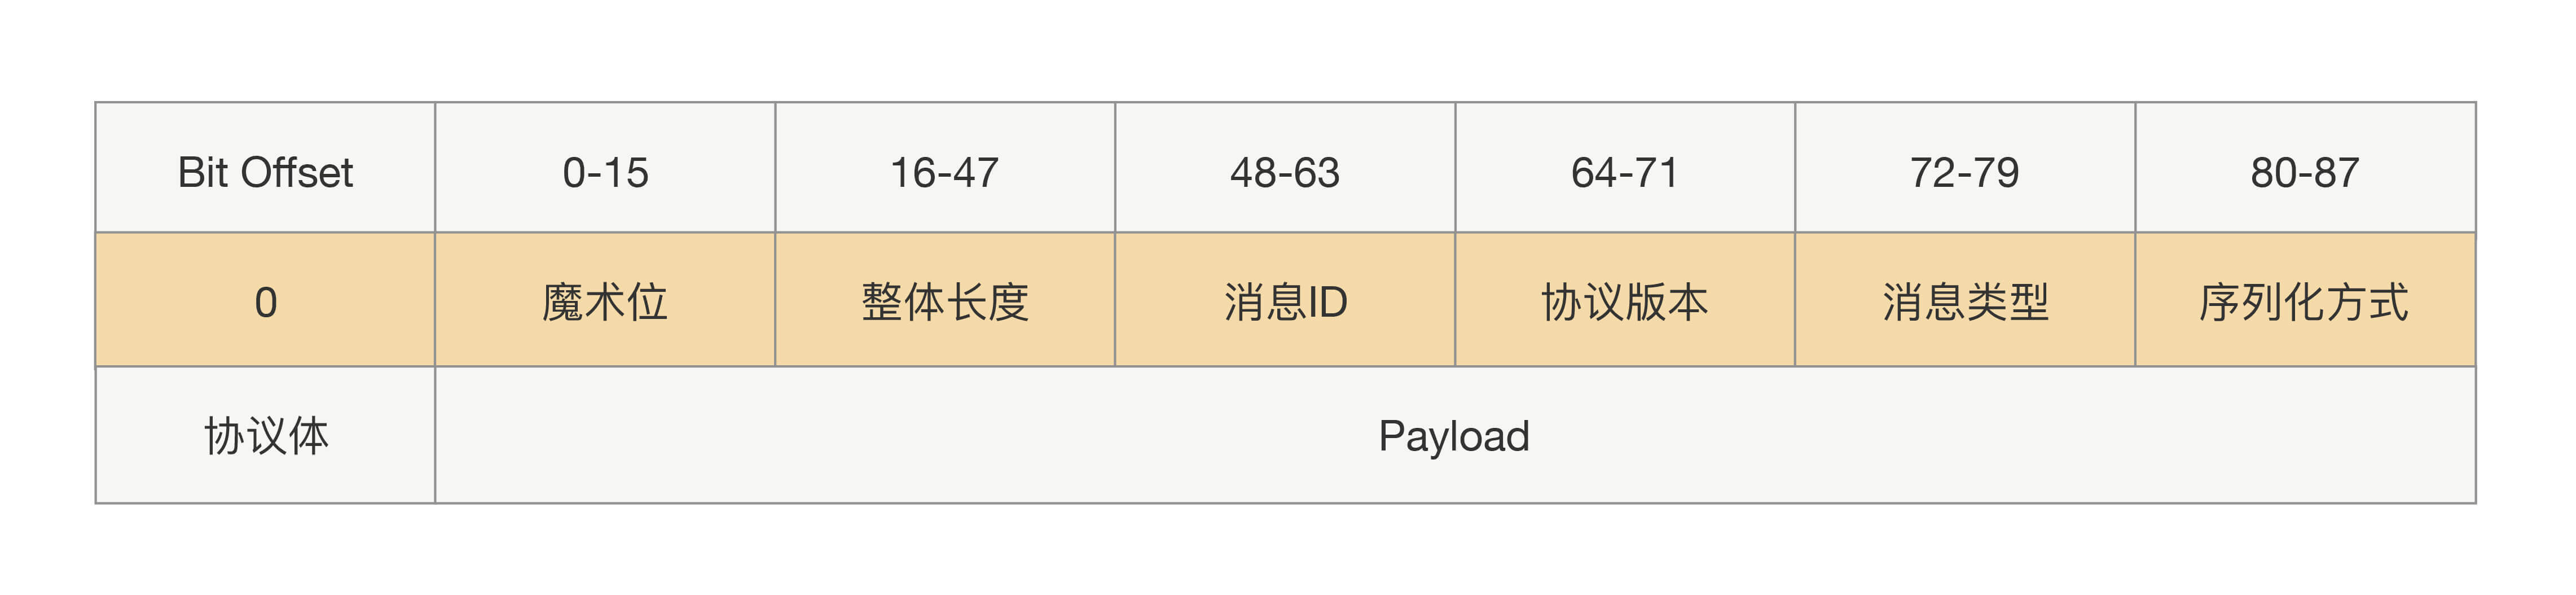 Bit Offset 0-15 16-47 48-63 64-71 72-79 80-87
0 魔术位 整体长度 消息ID 协议版本 消息类型 序列化方式
协议体 Payload